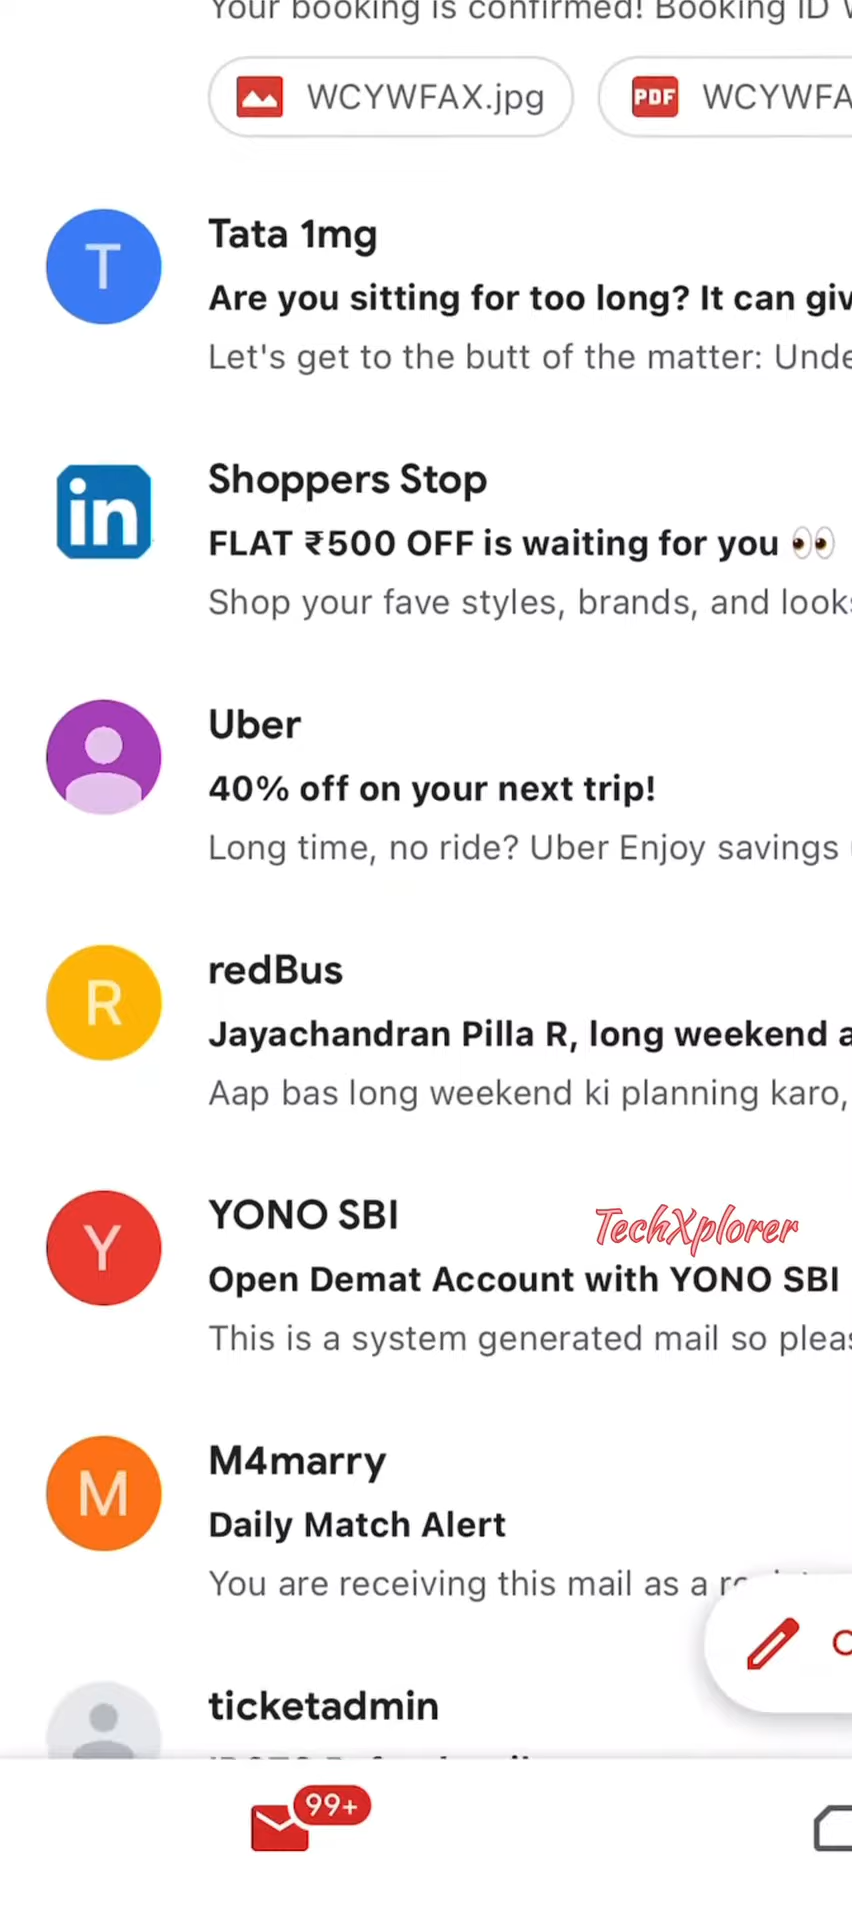 Your booking is confirmed! Booking ID
WCYWFAX.jpg
PDF WCYWFA
T
Tata 1mg
Are you sitting for too long? It can giv
Let's get to the butt of the matter: Unde
in
Shoppers Stop
FLAT ₹500 OFF is waiting for you 👀
Shop your fave styles, brands, and look
Uber
40% off on your next trip!
Long time, no ride? Uber Enjoy savings
R
redBus
Jayachandran Pilla R, long weekend a
Aap bas long weekend ki planning karo,
Y
YONO SBI
TechXplorer
Open Demat Account with YONO SBI
This is a system generated mail so pleas
M
M4marry
Daily Match Alert
You are receiving this mail as a
ticketadmin
99+